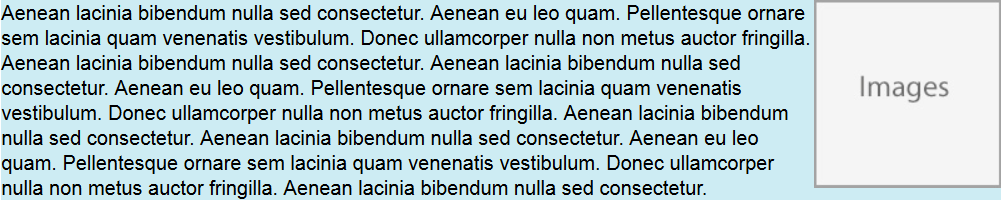 Aenean lacinia bibendum nulla sed consectetur. Aenean eu leo quam. Pellentesque ornare
sem lacinia quam venenatis vestibulum. Donec ullamcorper nulla non metus auctor fringilla.
Aenean lacinia bibendum nulla sed consectetur. Aenean lacinia bibendum nulla sed
consectetur. Aenean eu leo quam. Pellentesque ornare sem lacinia quam venenatis
vestibulum. Donec ullamcorper nulla non metus auctor fringilla. Aenean lacinia bibendum
nulla sed consectetur. Aenean lacinia bibendum nulla sed consectetur. Aenean eu leo
quam. Pellentesque ornare sem lacinia quam venenatis vestibulum. Donec ullamcorper
nulla non metus auctor fringilla. Aenean lacinia bibendum nulla sed consectetur.
Images